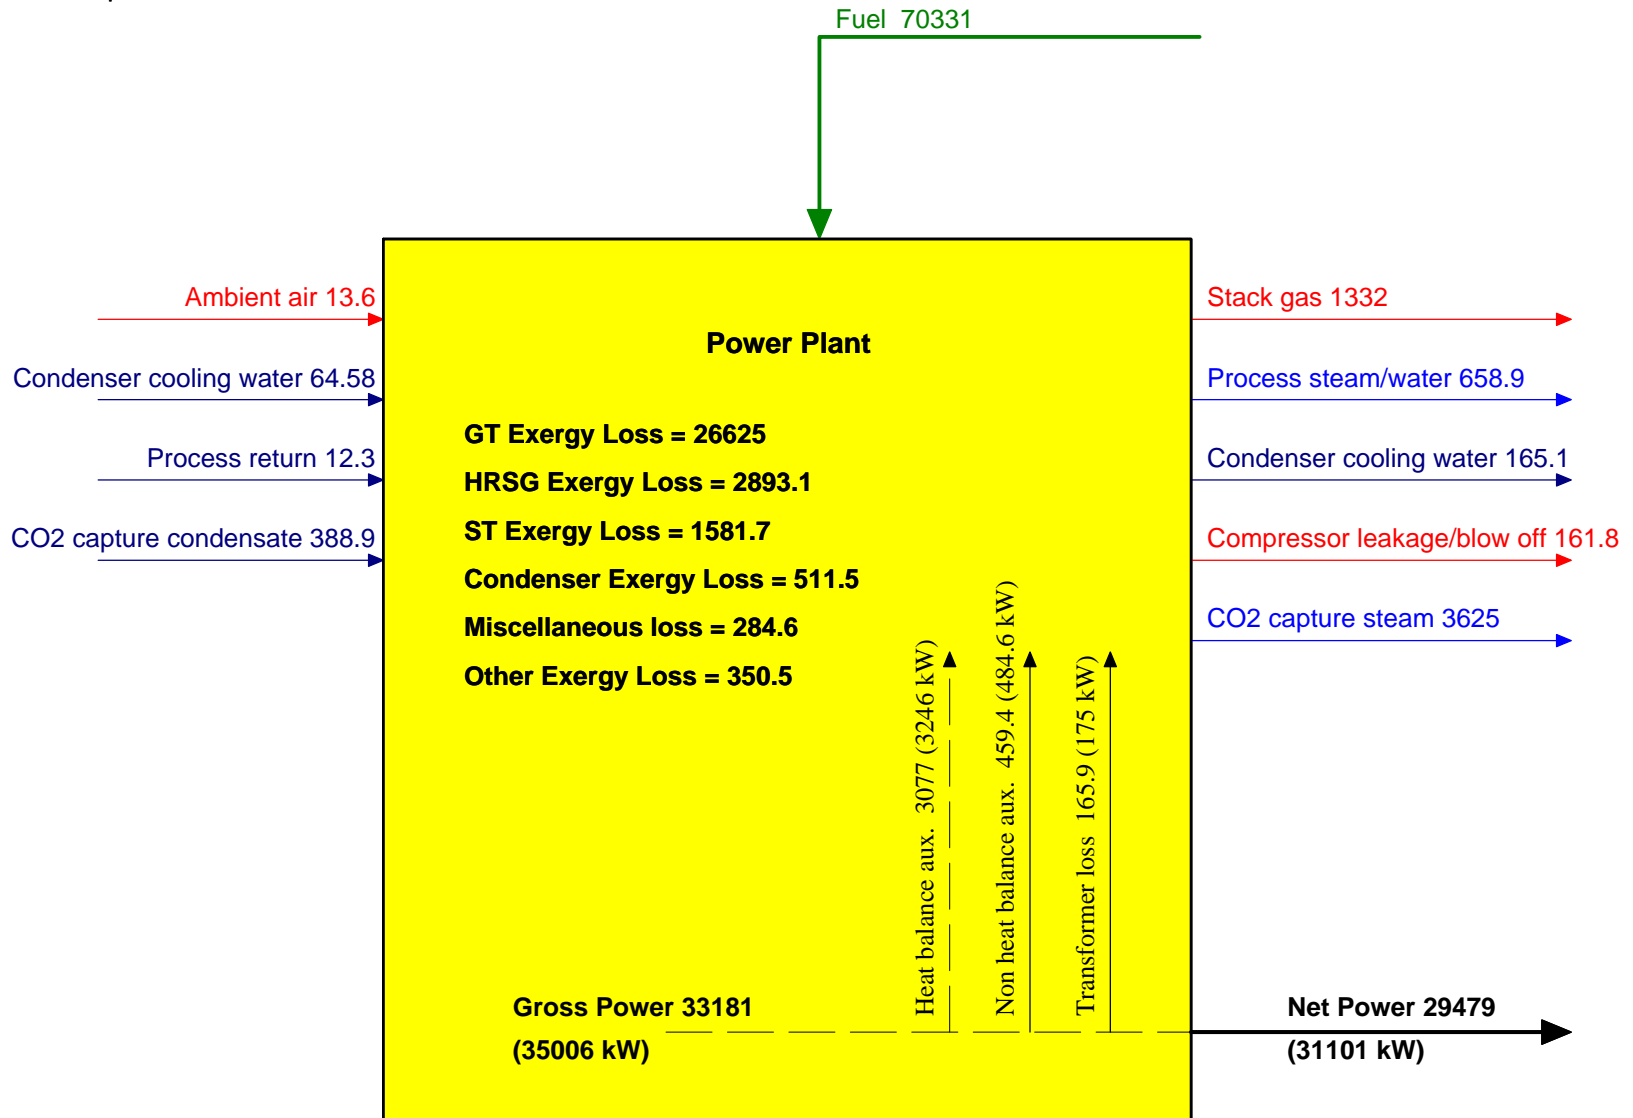 Fuel 70331
Ambient air 13.6
Condenser cooling water 64.58
Process return 12.3
CO2 capture condensate 388.9
Power Plant
GT Exergy Loss = 26625
HRSG Exergy Loss = 2893.1
ST Exergy Loss = 1581.7
Condenser Exergy Loss = 511.5
Miscellaneous loss = 284.6
Other Exergy Loss = 350.5
Heat balance aux. 3077 (3246 kW)
Non heat balance aux. 459.4 (484.6 kW)
Transformer loss 165.9 (175 kW)
Gross Power 33181
(35006 kW)
Stack gas 1332
Process steam/water 658.9
Condenser cooling water 165.1
Compressor leakage/blow off 161.8
CO2 capture steam 3625
Net Power 29479
(31101 kW)